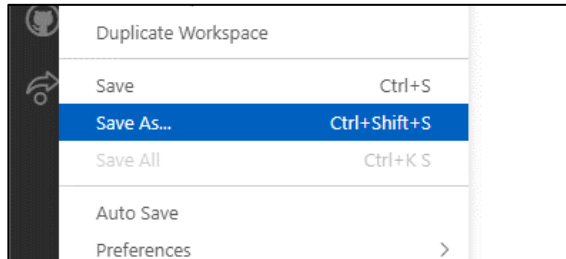 Duplicate Workspace
Save Ctrl+S
Save As... Ctrl+Shift+S
Save All Ctrl+K S
Auto Save
Preferences